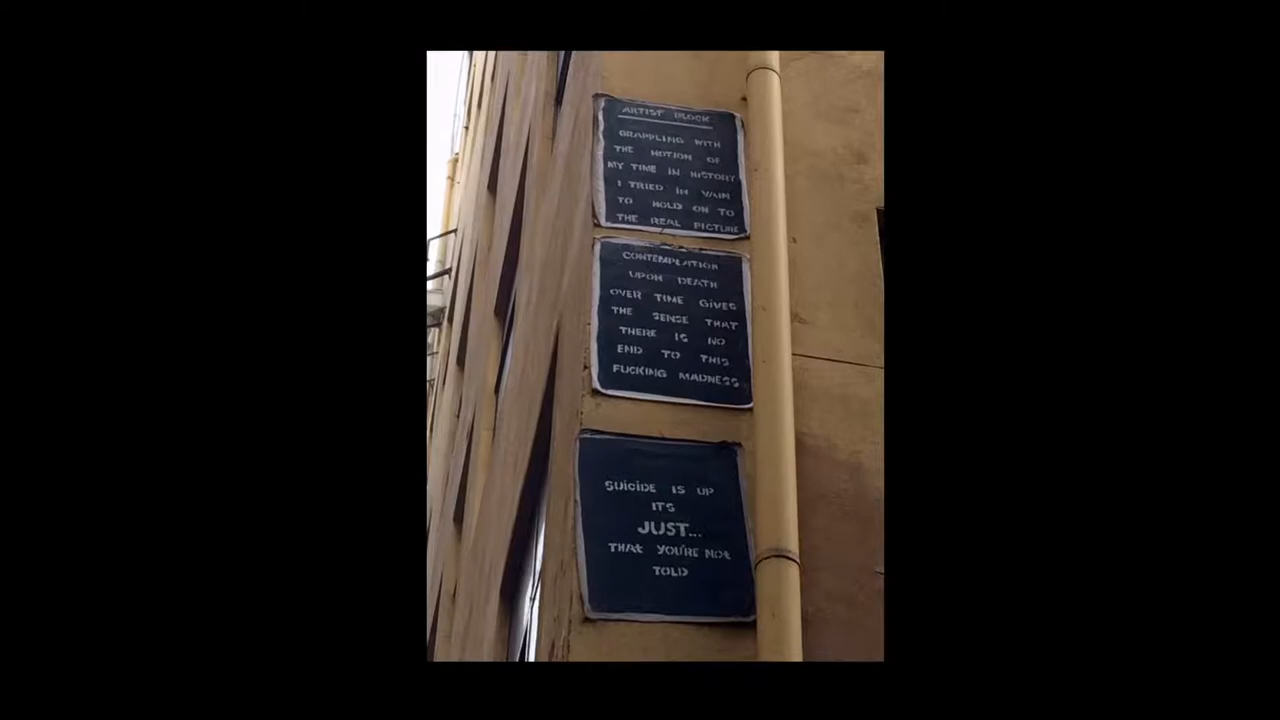 ARTIST BLOCK
GRAPPLING WITH
THE NOTION OF
MY TIME IN HISTORY
I TRIED IN VAIN
TO HOLD ON TO
THE REAL PICTURE
CONTEMPLATION
UPON DEATH
OVER TIME GIVES
THE SENSE THAT
THERE IS NO
END TO THIS
FUCKING MADNESS
SUICIDE IS UP
ITS
JUST...
THAt YOU'RE NOt
TOLD